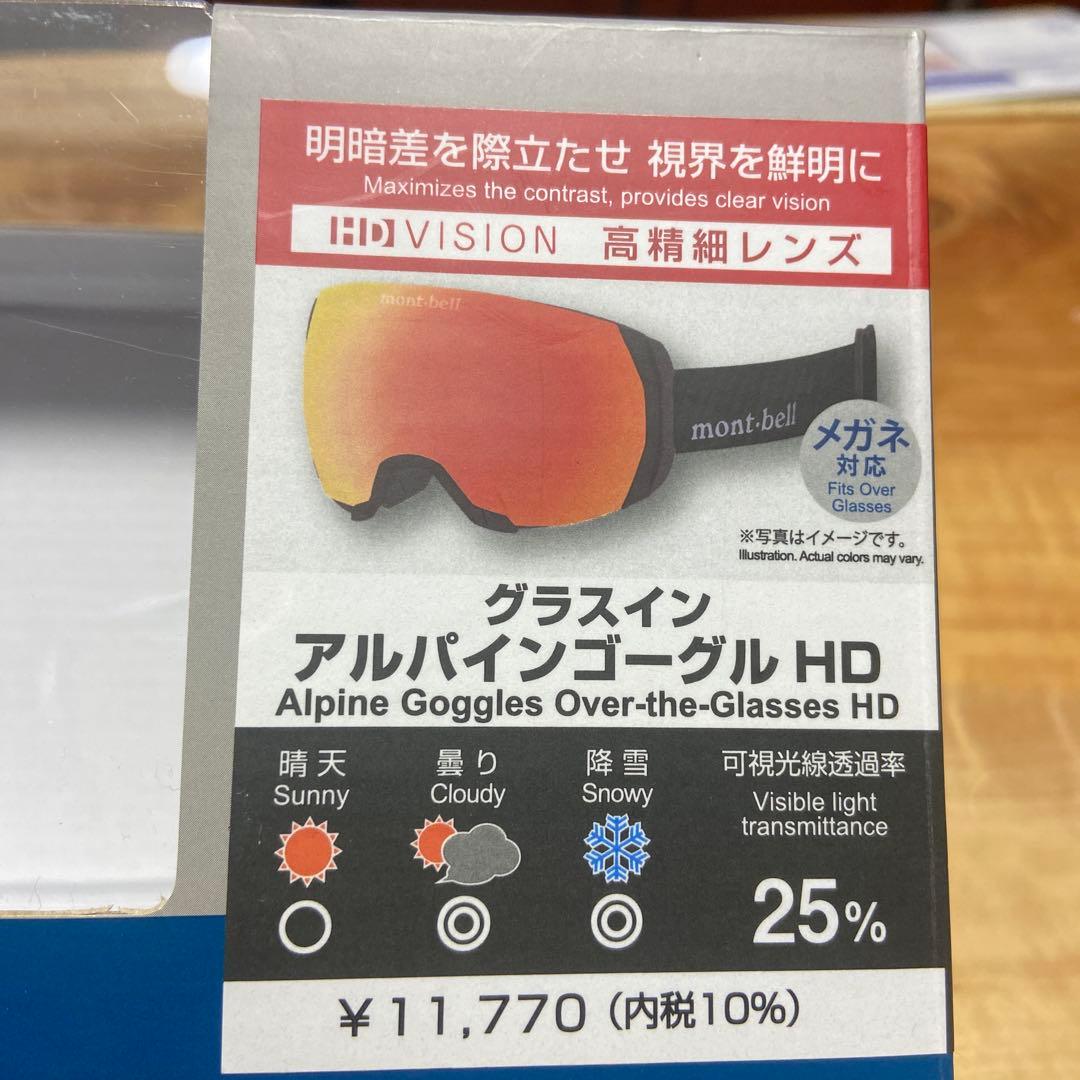 明暗差を際立たせ 視界を鮮明に
Maximizes the contrast, provides clear vision
HD VISION 高精細レンズ
mont-bell
mont-bell
メガネ
対応
Fits Over
Glasses
※写真はイメージです。
Illustration. Actual colors may vary.
グラスイン
アルパインゴーグル HD
Alpine Goggles Over-the-Glasses HD
晴天 曇り 降雪 可視光線透過率
Sunny Cloudy Snowy Visible light
transmittance
25%
¥11,770（内税10%）